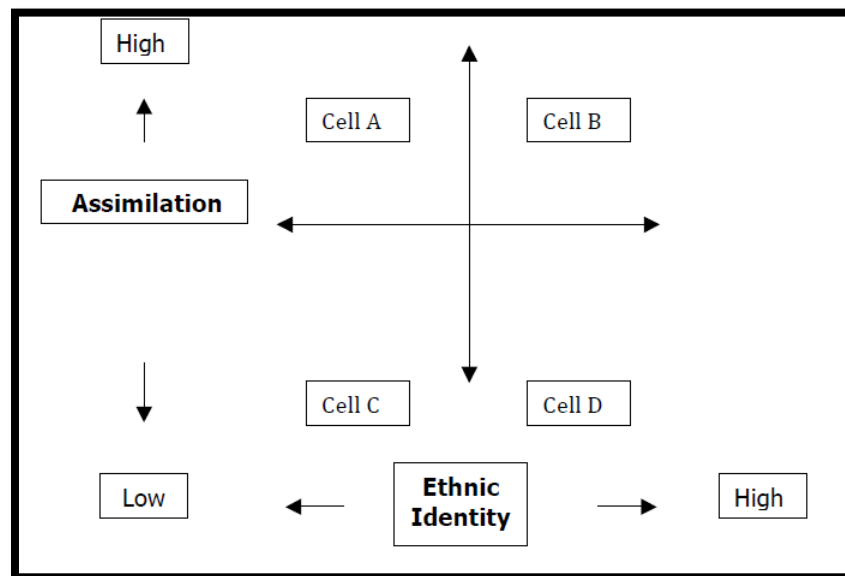 High
Cell A
Cell B
Assimilation
Cell C
Cell D
Low
Ethnic
Identity
High